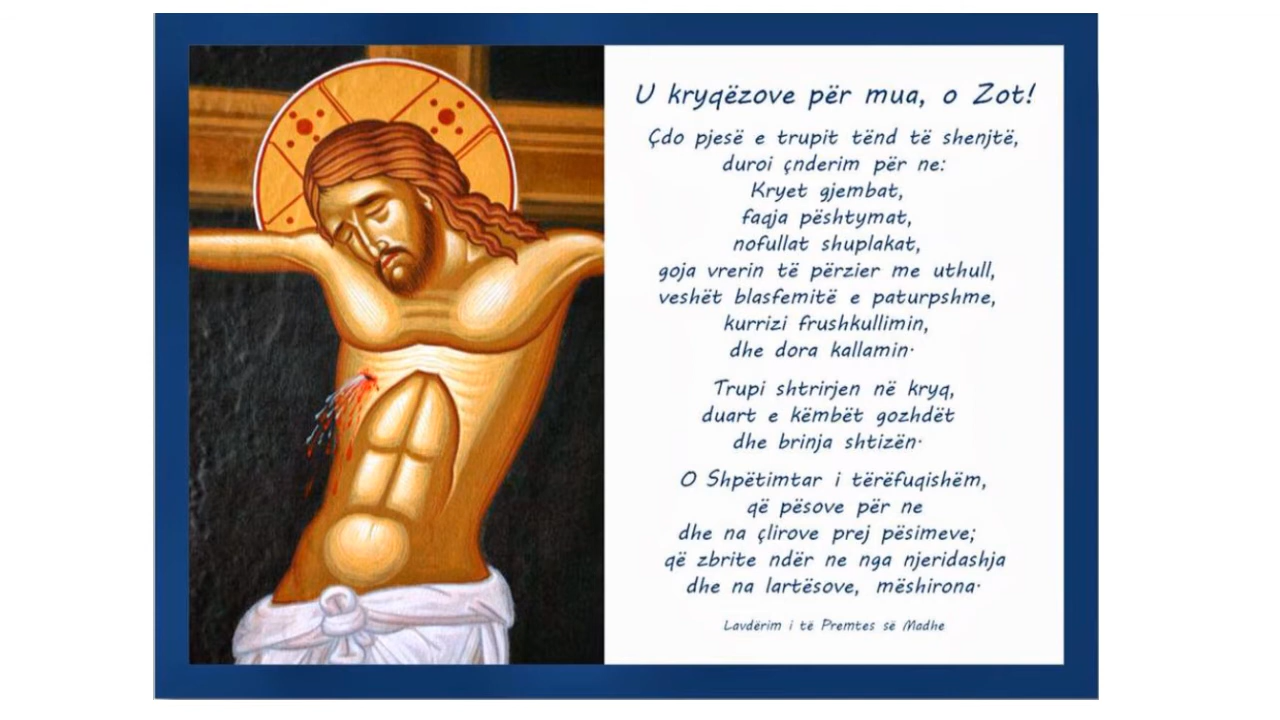 U kryqëzove për mua, o Zot!
Çdo pjesë e trupit tënd të shenjtë,
duroi çnderim për ne:
Kryet gjembat,
faqja pështymat,
nofullat shuplakat,
goja vrerin të përzier me uthull,
veshët blasfemitë e paturpshme,
kurrizi frushkullimin,
dhe dora kallamin·
Trupi shtrirjen në kryq,
duart e këmbët gozhdët
dhe brinja shtizën·
O Shpëtimtar i tërëfuqishëm,
që pësove për ne
dhe na çlirove prej pësimeve;
që zbrite ndër ne nga njeridashja
dhe na lartësove, mëshirona·
Lavdërim i të Premtes së Madhe